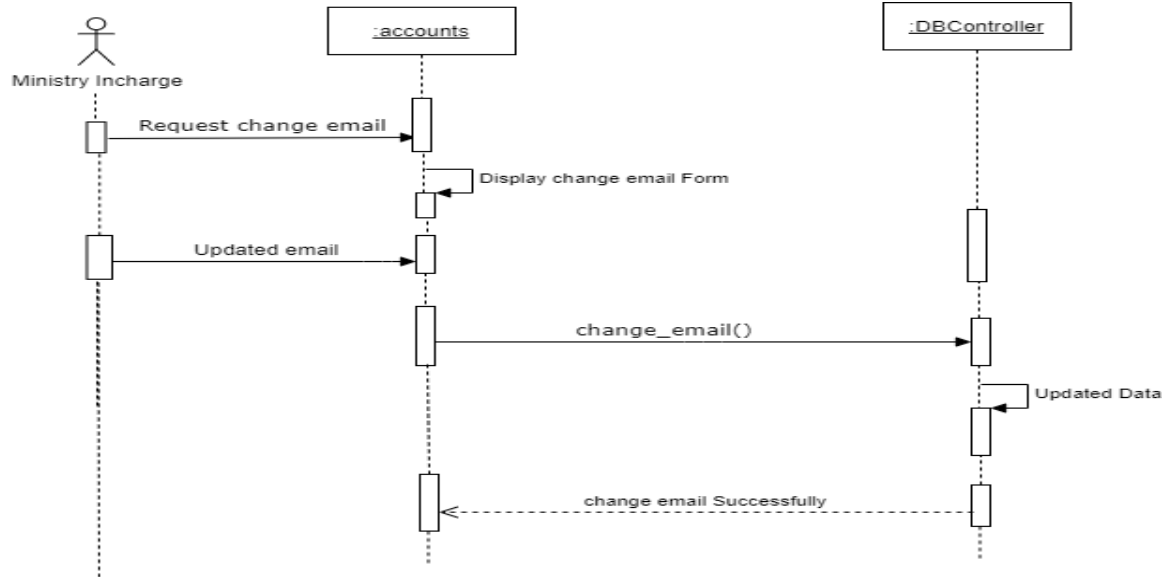 :accounts
:DBController
Ministry Incharge
Request change email
Display change email Form
Updated email
change_email()
Updated Data
change email Successfully